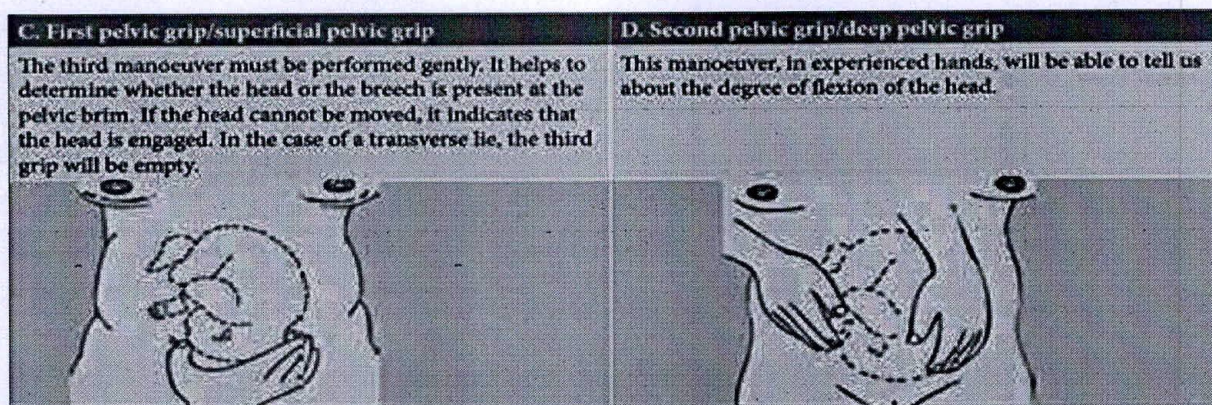 C. First pelvic grip/superficial pelvic grip
The third manoeuver must be performed gently. It helps to
determine whether the head or the breech is present at the
pelvic brim. If the head cannot be moved, it indicates that
the head is engaged. In the case of a transverse lie, the third
grip will be empty.
D. Second pelvic grip/deep pelvic grip
This manoeuver, in experienced hands, will be able to tell us
about the degree of flexion of the head.